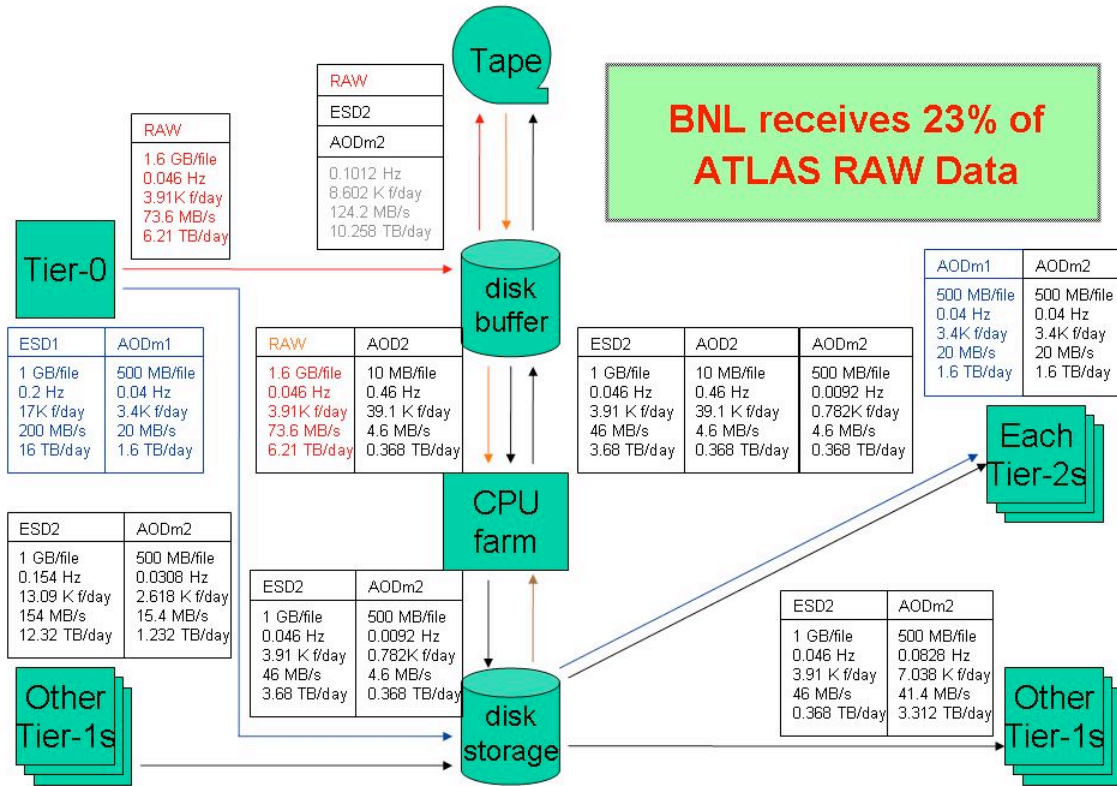 Tape
RAW
ESD2
AODm2
0.1012 Hz
8.602 K f/day
124.2 MB/s
10.258 TB/day
BNL receives 23% of
ATLAS RAW Data
RAW
1.6 GB/file
0.046 Hz
3.91K f/day
73.6 MB/s
6.21 TB/day
Tier-0
disk
buffer
AODm1 AODm2
500 MB/file 500 MB/file
0.04 Hz 0.04 Hz
3.4K f/day 3.4K f/day
20 MB/s 20 MB/s
1.6 TB/day 1.6 TB/day
ESD1 AODm1
1 GB/file 500 MB/file
0.2 Hz 0.04 Hz
17K f/day 3.4K f/day
200 MB/s 20 MB/s
16 TB/day 1.6 TB/day
RAW AOD2
1.6 GB/file 10 MB/file
0.046 Hz 0.46 Hz
3.91K f/day 39.1 K f/day
73.6 MB/s 4.6 MB/s
6.21 TB/day 0.368 TB/day
ESD2 AOD2 AODm2
1 GB/file 10 MB/file 500 MB/file
0.046 Hz 0.46 Hz 0.0092 Hz
3.91 K f/day 39.1 K f/day 0.782K f/day
46 MB/s 4.6 MB/s 4.6 MB/s
3.68 TB/day 0.368 TB/day 0.368 TB/day
Each
Tier-2s
CPU
farm
ESD2 AODm2
1 GB/file 500 MB/file
0.154 Hz 0.0308 Hz
13.09 K f/day 2.618 K f/day
154 MB/s 15.4 MB/s
12.32 TB/day 1.232 TB/day
ESD2 AODm2
1 GB/file 500 MB/file
0.046 Hz 0.0092 Hz
3.91 K f/day 0.782K f/day
46 MB/s 4.6 MB/s
3.68 TB/day 0.368 TB/day
ESD2 AODm2
1 GB/file 500 MB/file
0.046 Hz 0.0828 Hz
3.91 K f/day 7.038 K f/day
46 MB/s 41.4 MB/s
0.368 TB/day 3.312 TB/day
Other
Tier-1s
disk
storage
Other
Tier-1s